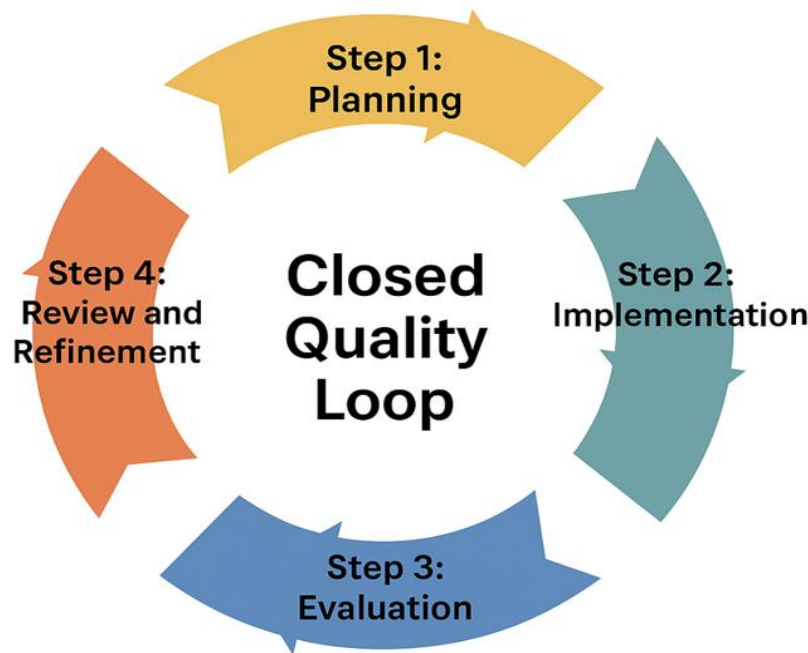 Step 1:
Planning
Step 2:
Implementation
Step 3:
Evaluation
Step 4:
Review and
Refinement
Closed
Quality
Loop